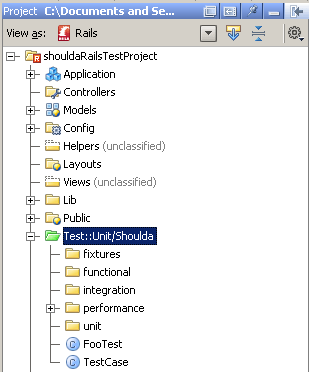 Project C:\Documents and Se...
View as: Rails
shouldaRailsTestProject
Application
Controllers
Models
Config
Helpers (unclassified)
Layouts
Views (unclassified)
Lib
Public
Test::Unit/Shoulda
fixtures
functional
integration
performance
unit
FooTest
TestCase